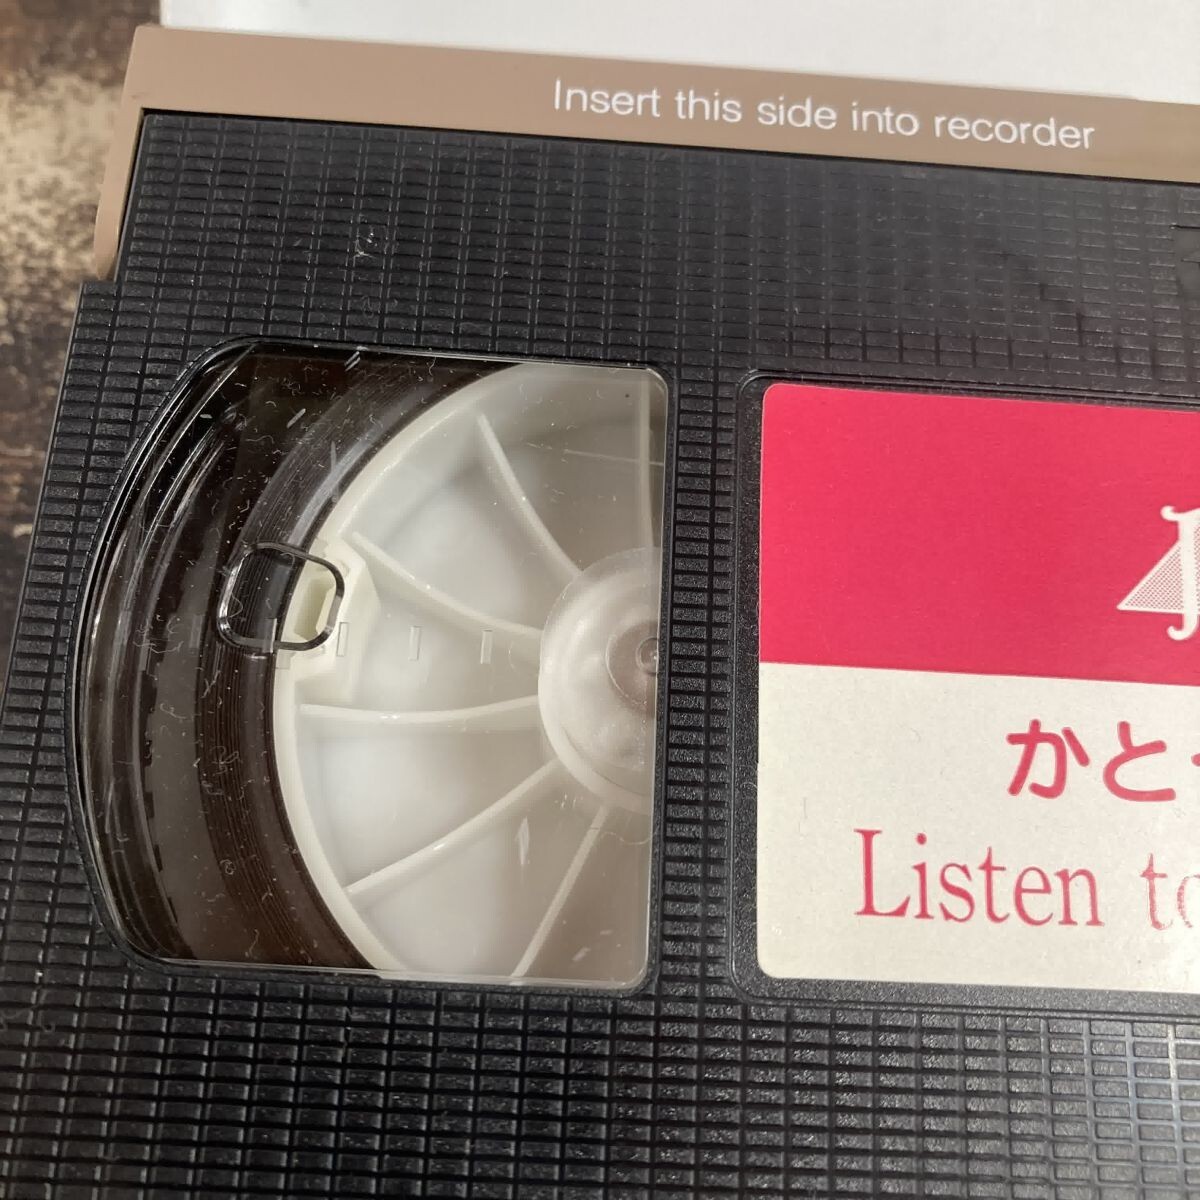 Insert this side into recorder
かと
Listen to